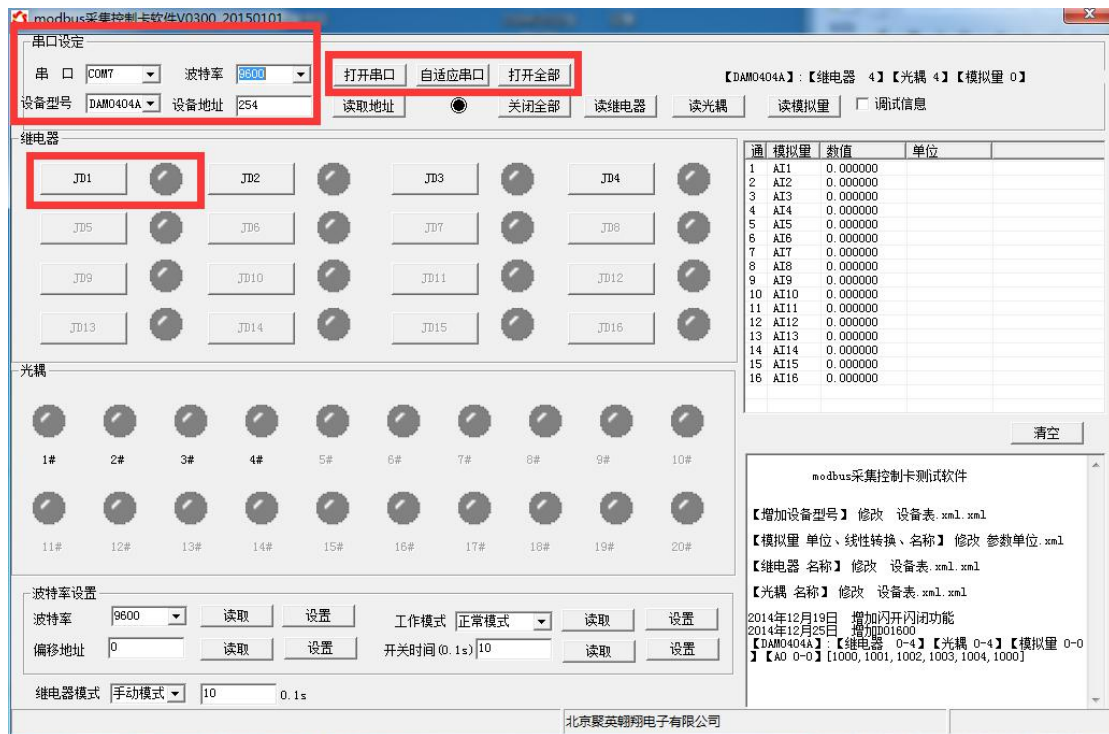 modbus采集控制卡软件V0300_20150101
串口设定
串 口 COM7 波特率 9600 打开串口 自适应串口 打开全部 【DAM0404A】:【继电器 4】【光耦 4】【模拟量 0】
设备型号 DAM0404A 设备地址 254 读取地址 关闭全部 读继电器 读光耦 读模拟量 调试信息
继电器
JD1 JD2 JD3 JD4
JD5 JD6 JD7 JD8
JD9 JD10 JD11 JD12
JD13 JD14 JD15 JD16
通 模拟量 数值 单位
1 AI1 0.000000
2 AI2 0.000000
3 AI3 0.000000
4 AI4 0.000000
5 AI5 0.000000
6 AI6 0.000000
7 AI7 0.000000
8 AI8 0.000000
9 AI9 0.000000
10 AI10 0.000000
11 AI11 0.000000
12 AI12 0.000000
13 AI13 0.000000
14 AI14 0.000000
15 AI15 0.000000
16 AI16 0.000000
清空
光耦
1# 2# 3# 4# 5# 6# 7# 8# 9# 10#
11# 12# 13# 14# 15# 16# 17# 18# 19# 20#
modbus采集控制卡测试软件
【增加设备型号】 修改 设备表.xml.xml
【模拟量 单位、线性转换、名称】 修改 参数单位.xml
【继电器 名称】 修改 设备表.xml.xml
【光耦 名称】 修改 设备表.xml.xml
2014年12月19日 增加闪开闪闭功能
2014年12月25日 增加DO1600
【DAM0404A】:【继电器 0-4】【光耦 0-4】【模拟量 0-0
】【AO 0-0】[1000,1001,1002,1003,1004,1000]
波特率设置
波特率 9600 读取 设置 工作模式 正常模式 读取 设置
偏移地址 0 读取 设置 开关时间(0.1s) 10 读取 设置
继电器模式 手动模式 10 0.1s
北京聚英翱翔电子有限公司